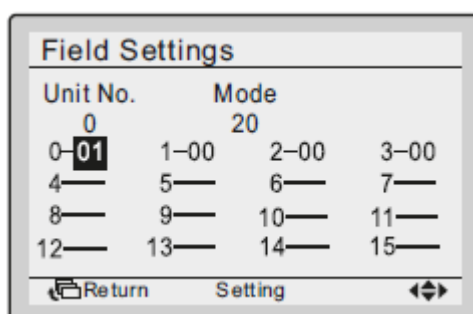 Field Settings
Unit No. Mode
0 20
0-01 1-00 2-00 3-00
4— 5— 6— 7—
8— 9— 10— 11—
12— 13— 14— 15—
Return Setting